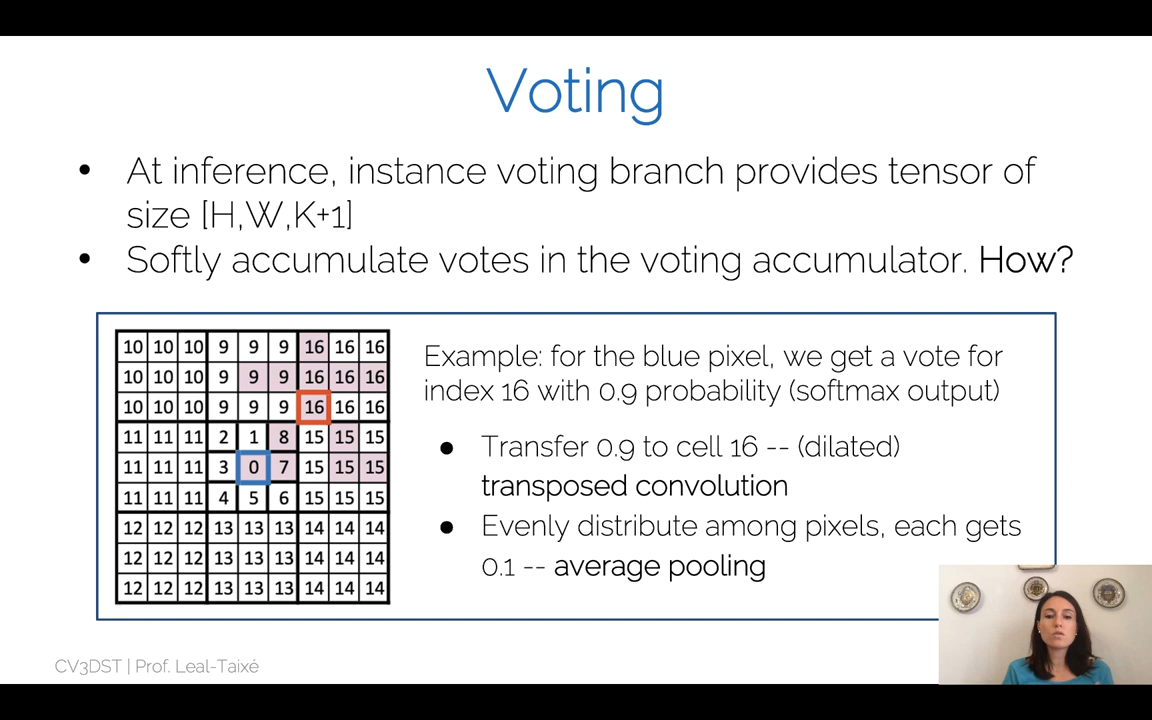 Voting
• At inference, instance voting branch provides tensor of
size [H,W,K+1]
• Softly accumulate votes in the voting accumulator. How?
10 10 10 9 9 9 16 16 16
10 10 10 9 9 9 16 16 16
10 10 10 9 9 9 16 16 16
11 11 11 2 1 8 15 15 15
11 11 11 3 0 7 15 15 15
11 11 11 4 5 6 15 15 15
12 12 12 13 13 13 14 14 14
12 12 12 13 13 13 14 14 14
12 12 12 13 13 13 14 14 14
Example: for the blue pixel, we get a vote for
index 16 with 0.9 probability (softmax output)
● Transfer 0.9 to cell 16 -- (dilated)
transposed convolution
● Evenly distribute among pixels, each gets
0.1 -- average pooling
CV3DST | Prof. Leal-Taixé